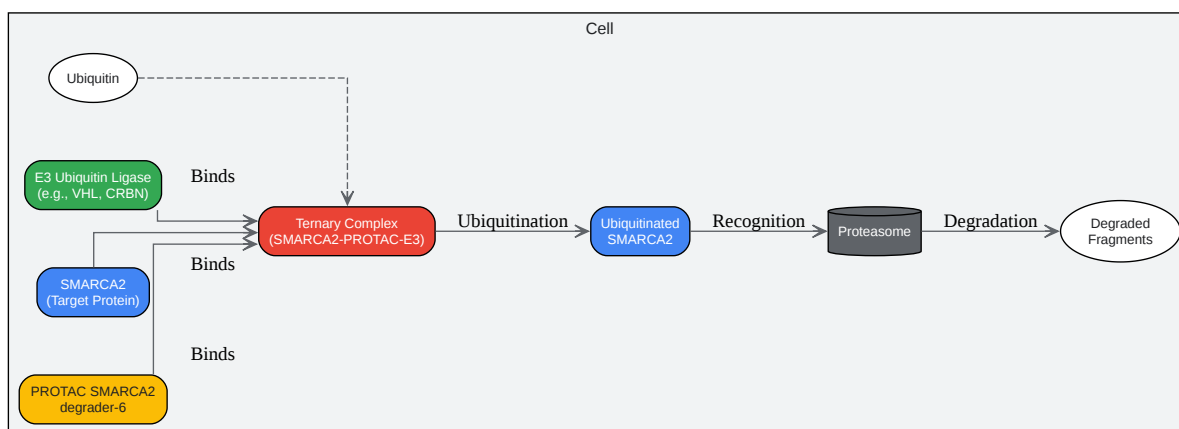 Cell
Ubiquitin
E3 Ubiquitin Ligase
(e.g., VHL, CRBN)
Binds
Ternary Complex
(SMARCA2-PROTAC-E3)
Ubiquitination
Ubiquitinated
SMARCA2
Recognition
Proteasome
Degradation
Degraded
Fragments
Binds
SMARCA2
(Target Protein)
Binds
PROTAC SMARCA2
degrader-6